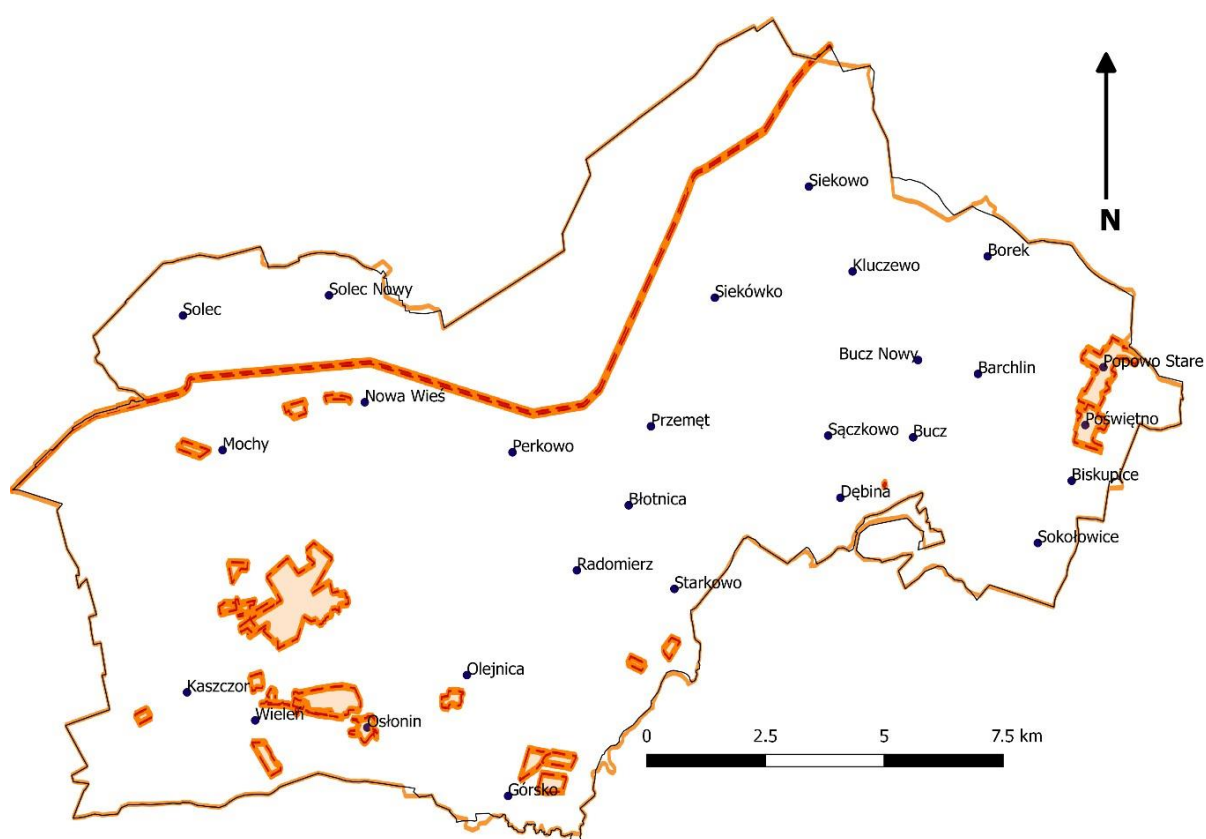 N
Siekowo
Borek
Kluczewo
Solec Nowy
Siekówko
Solec
Bucz Nowy
Barchlin
Popowo Stare
Nowa Wieś
Przemęt
Sączkowo
Bucz
Poświętno
Mochy
Perkowo
Biskupice
Dębina
Błotnica
Sokołowice
Radomierz
Starkowo
Olejnica
Kaszczor
Wieleń
Osłonin
0 2.5 5 7.5 km
Górsko